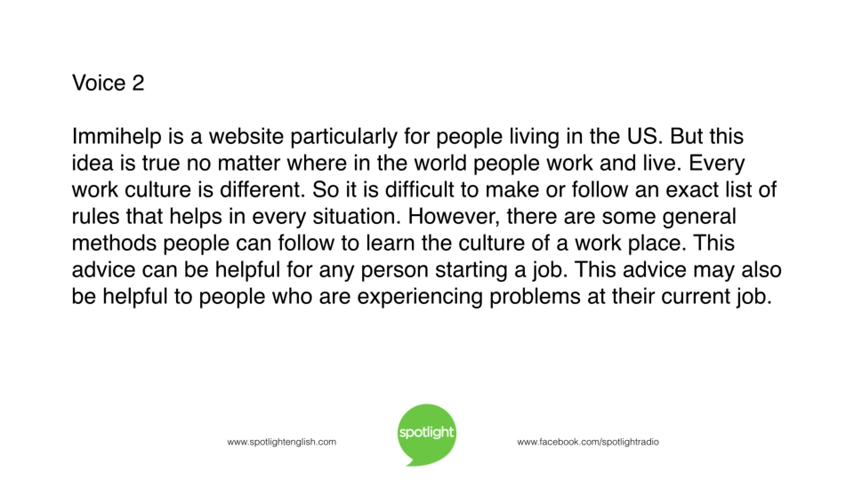 Voice 2
Immihelp is a website particularly for people living in the US. But this
idea is true no matter where in the world people work and live. Every
work culture is different. So it is difficult to make or follow an exact list of
rules that helps in every situation. However, there are some general
methods people can follow to learn the culture of a work place. This
advice can be helpful for any person starting a job. This advice may also
be helpful to people who are experiencing problems at their current job.
www.spotlightenglish.com
spotlight
www.facebook.com/spotlightradio